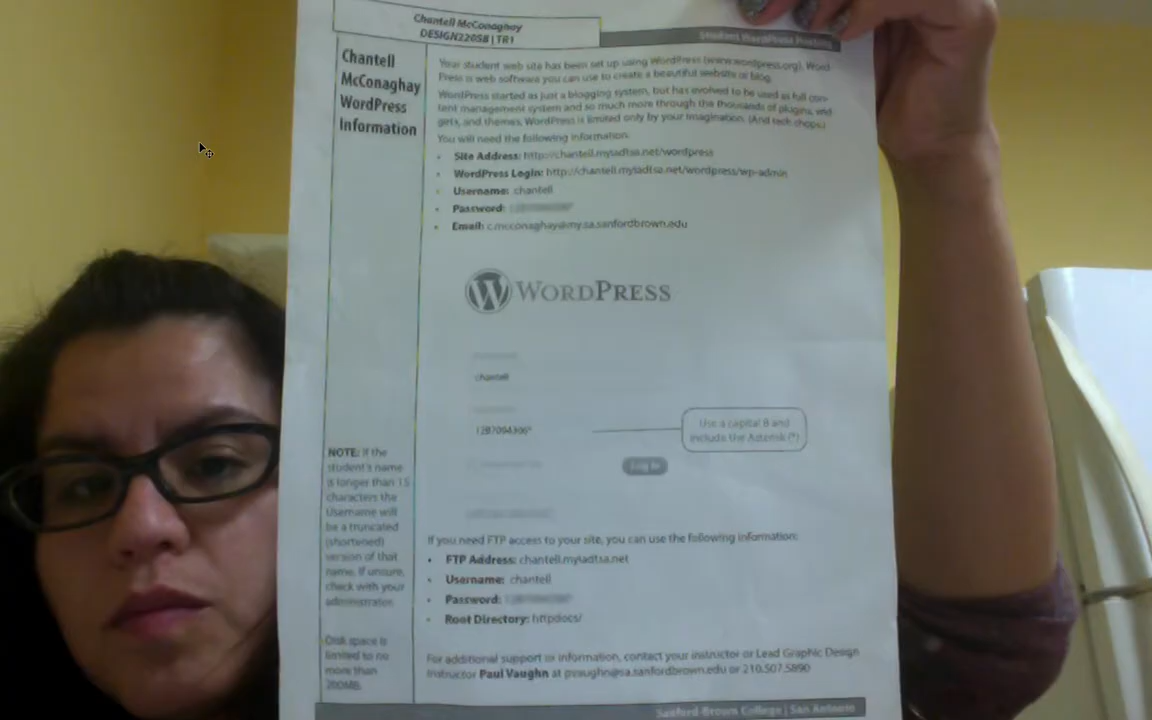 Chantell McConaghay
DESIGN220SB | TR1
Student WordPress Hosting
Chantell
McConaghay
WordPress
Information
Your student web site has been set up using WordPress (www.wordpress.org). Word-
Press is web software you can use to create a beautiful website or blog.
WordPress started as just a blogging system, but has evolved to be used as full con-
tent management system and so much more through the thousands of plugins, wid-
gets, and themes, WordPress is limited only by your imagination. (And tech chops.)
You will need the following information:
• Site Address: http://chantell.myiadtsa.net/wordpress
• WordPress Login: http://chantell.myiadtsa.net/wordpress/wp-admin
• Username: chantell
• Password:
• Email: c.mcconaghay@my.sa.sanfordbrown.edu
WORDPRESS
chantell
Use a capital B and
include the Asterisk (*)
Log In
NOTE: If the
student's name
is longer than 15
characters the
Username will
be a truncated
(shortened)
version of that
name. If unsure,
check with your
administrator.
Disk space is
limited to no
more than
200MB.
If you need FTP access to your site, you can use the following information:
• FTP Address: chantell.myiadtsa.net
• Username: chantell
• Password:
• Root Directory: httpdocs/
For additional support or information, contact your instructor or Lead Graphic Design
Instructor Paul Vaughn at pvaughn@sa.sanfordbrown.edu or 210.507.5890
Sanford-Brown College | San Antonio